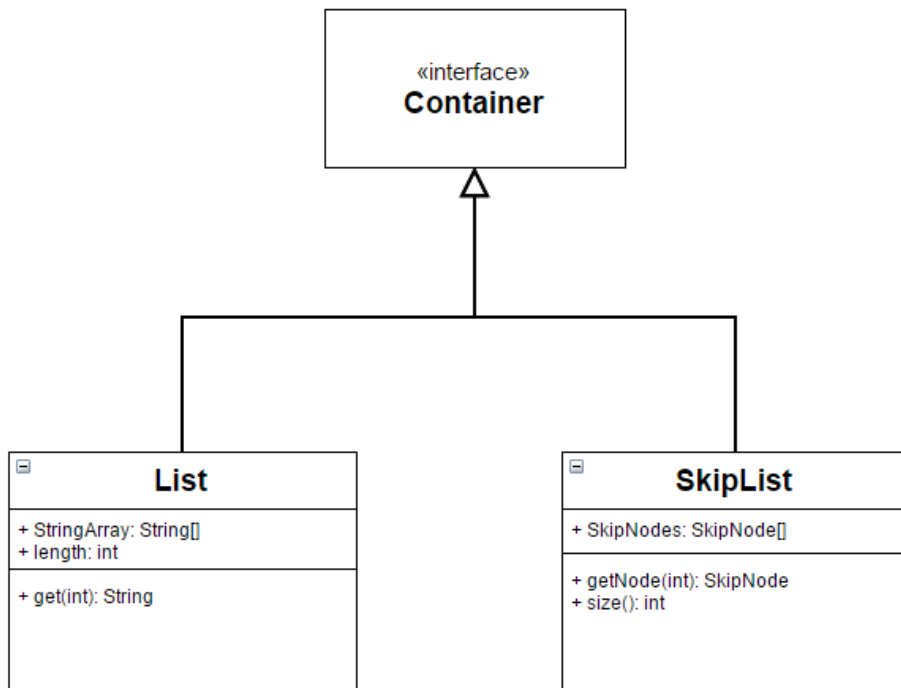 «interface»
Container
List
+ StringArray: String[]
+ length: int
+ get(int): String
SkipList
+ SkipNodes: SkipNode[]
+ getNode(int): SkipNode
+ size(): int